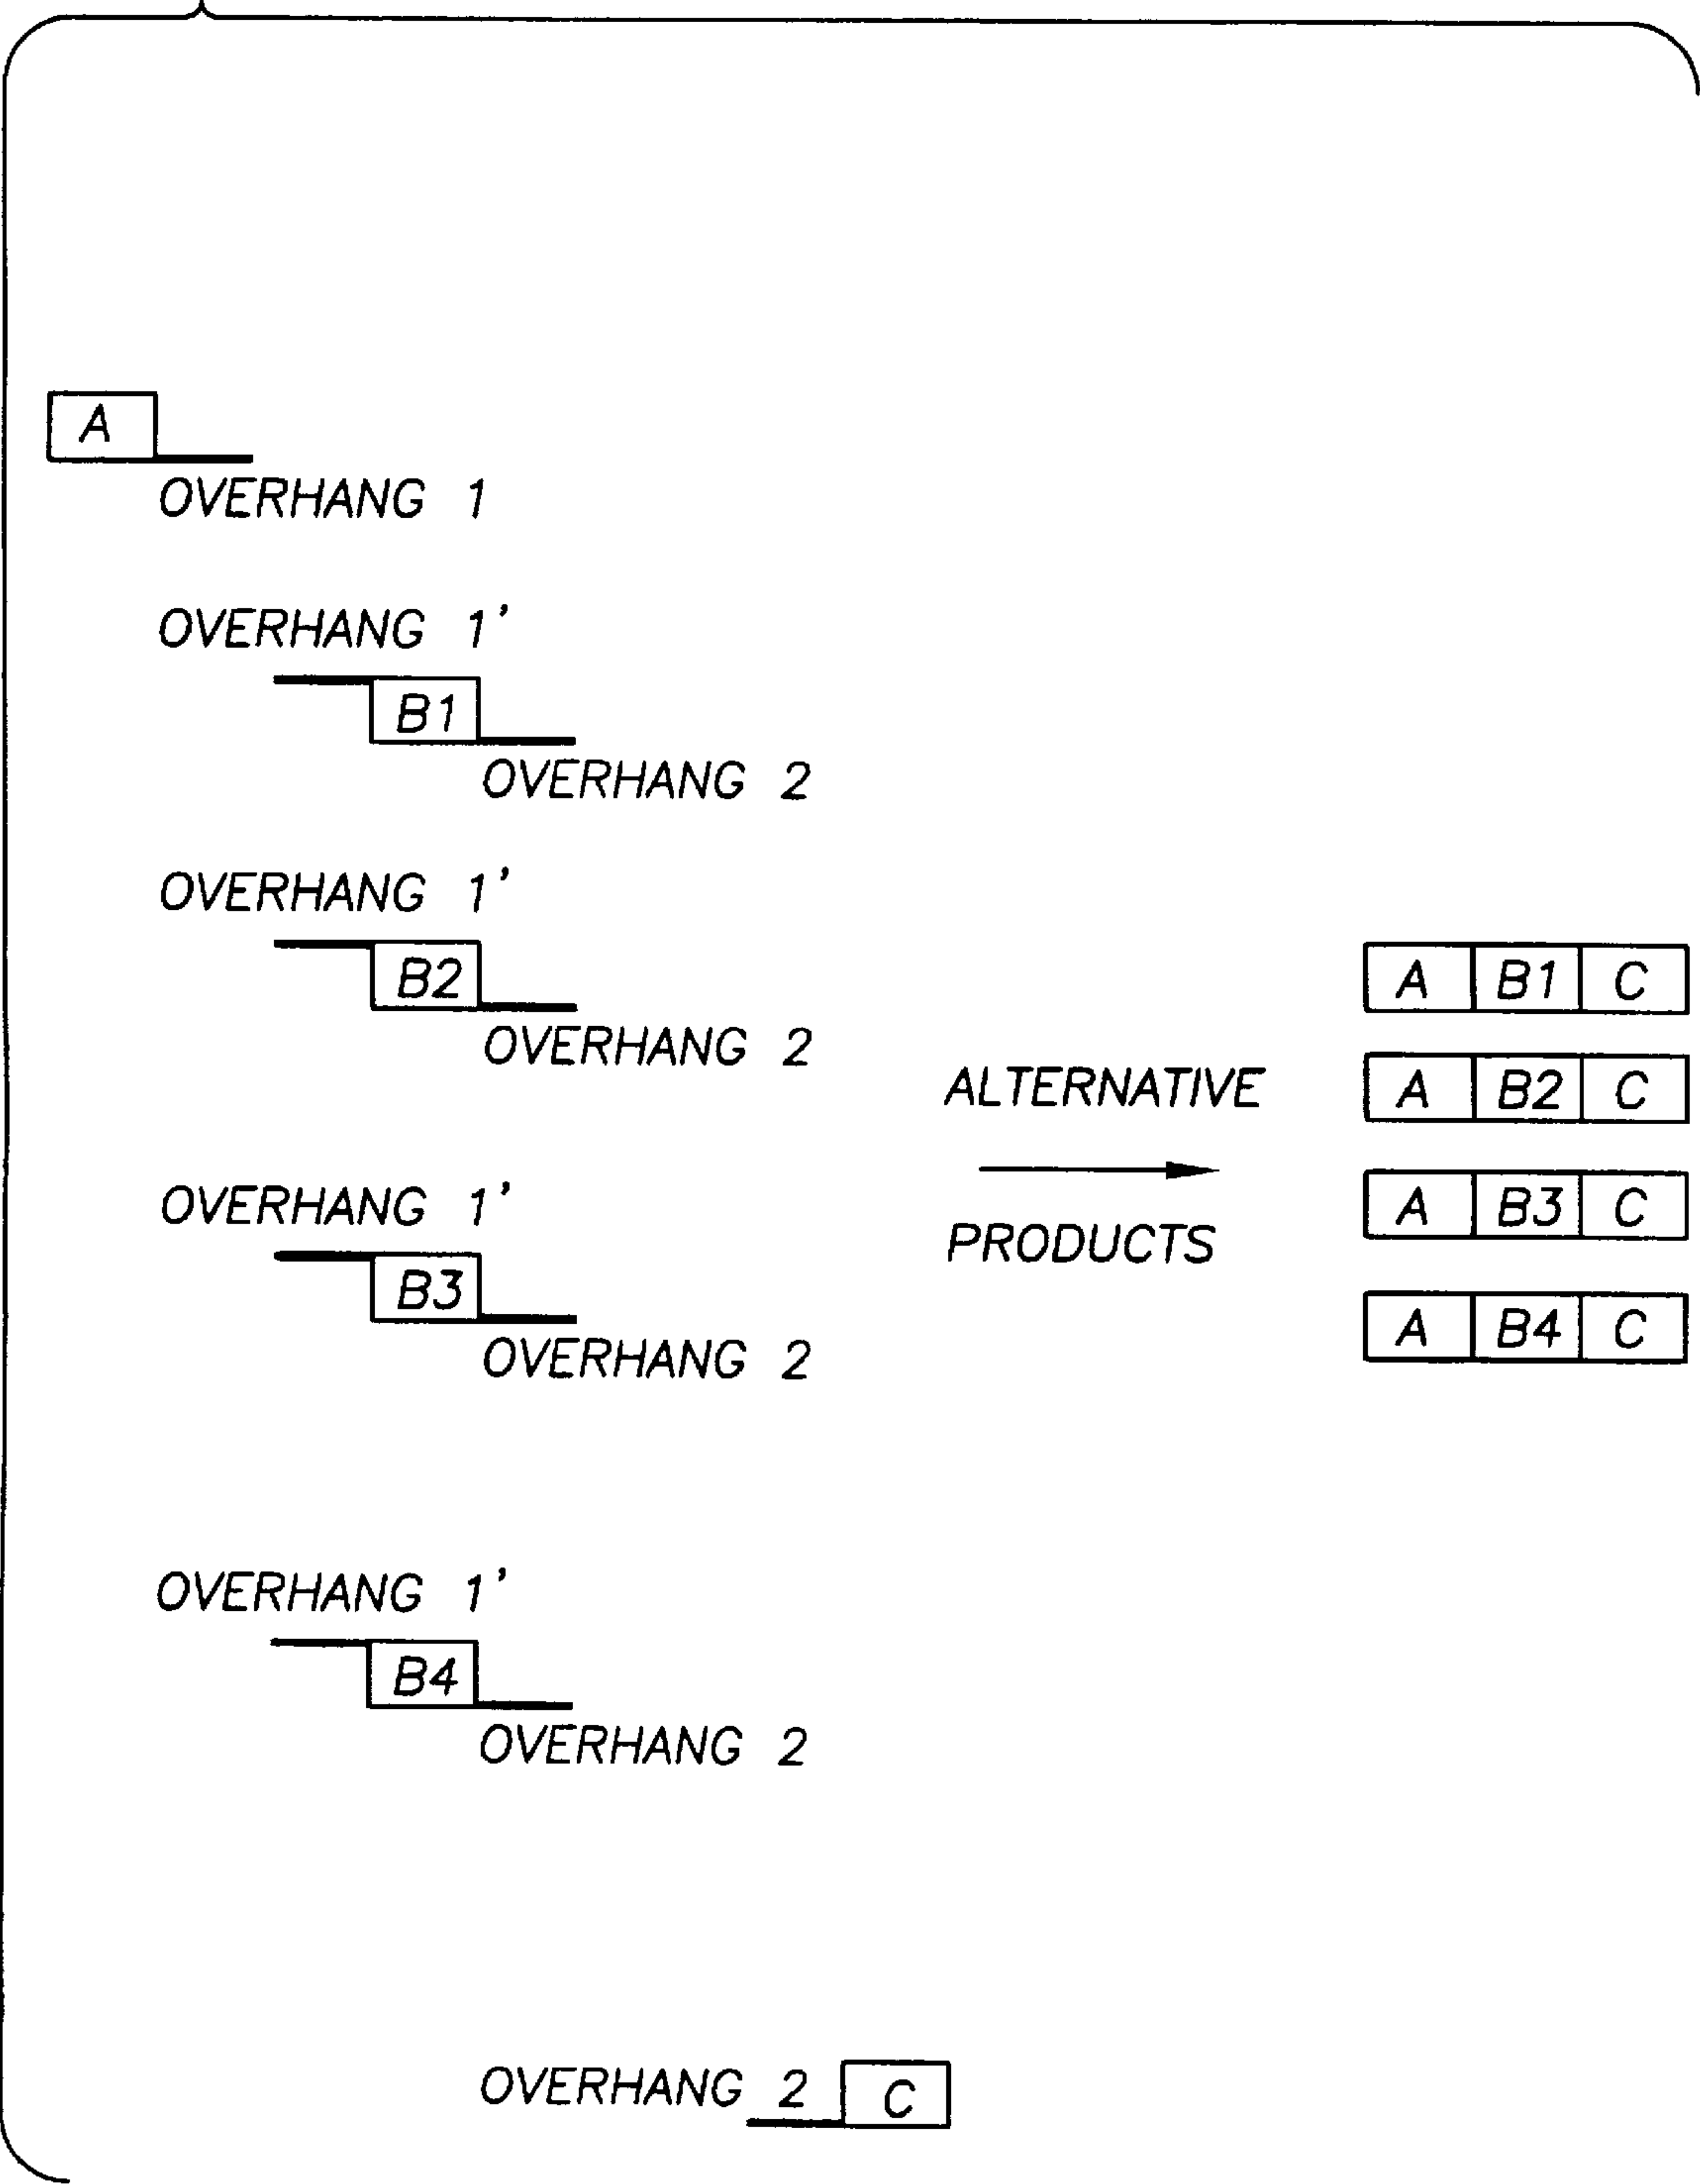 A
OVERHANG 1
OVERHANG 1'
B1
OVERHANG 2
OVERHANG 1'
B2
OVERHANG 2
OVERHANG 1'
B3
OVERHANG 2
OVERHANG 1'
B4
OVERHANG 2
OVERHANG 2 C
ALTERNATIVE
PRODUCTS
A B1 C
A B2 C
A B3 C
A B4 C